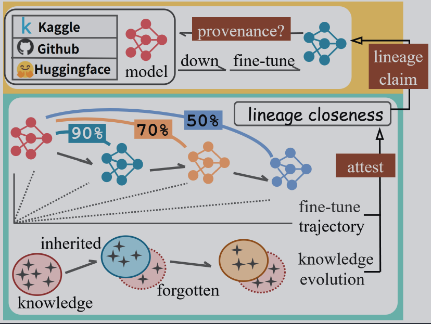 Kaggle
Github
Huggingface
model
provenance?
down
fine-tune
lineage
claim
lineage closeness
50%
70%
90%
attest
fine-tune
trajectory
knowledge
evolution
inherited
forgotten
knowledge